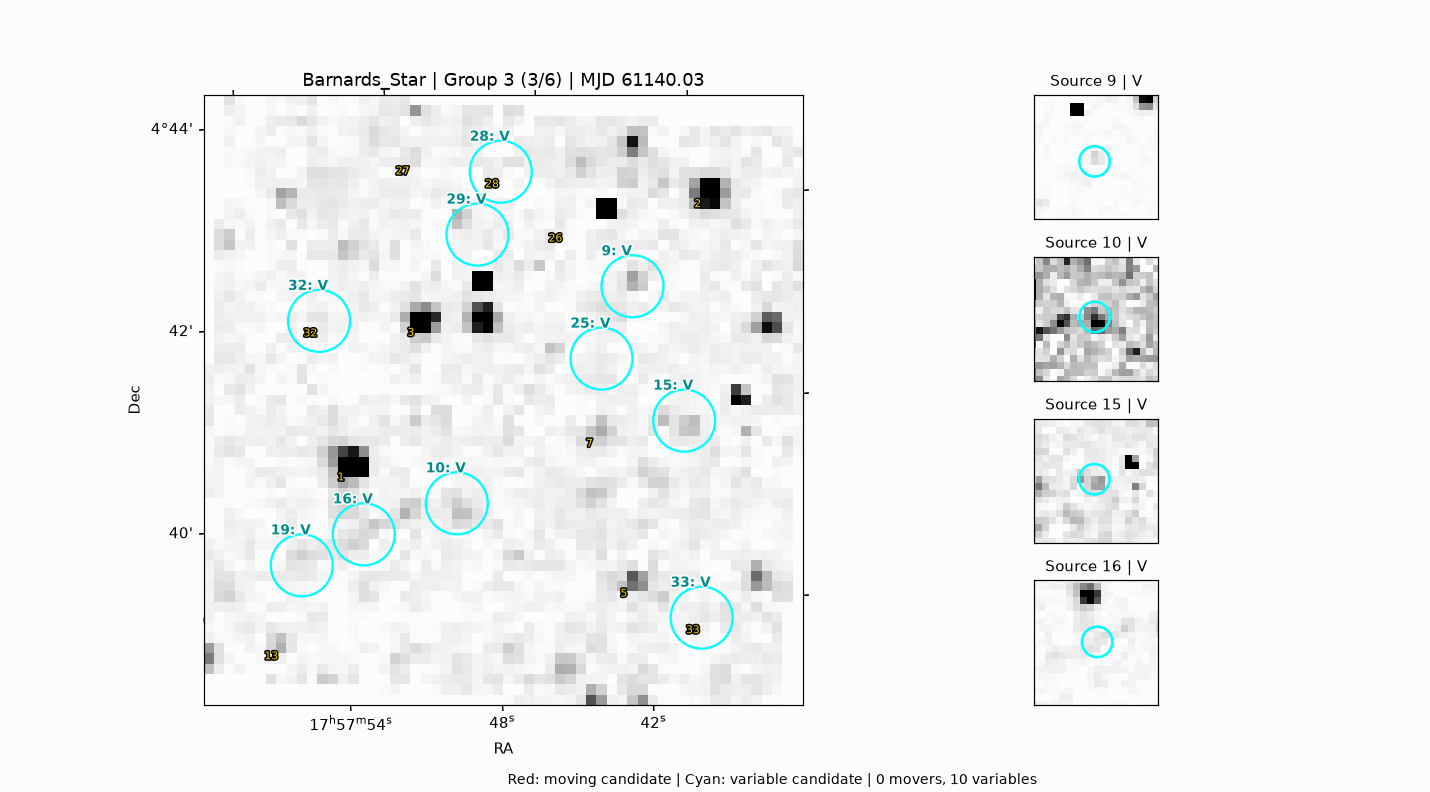 Barnards_Star | Group 3 (3/6) | MJD 61140.03
Source 9 | V
4°44'
28: V
27
28
29: V
2
26
9: V
Source 10 | V
32: V
25: V
42'
32
3
15: V
Dec
Source 15 | V
7
10: V
1
16: V
19: V
40'
Source 16 | V
33: V
5
33
13
17ʰ57ᵐ54ˢ
48ˢ
42ˢ
RA
Red: moving candidate | Cyan: variable candidate | 0 movers, 10 variables